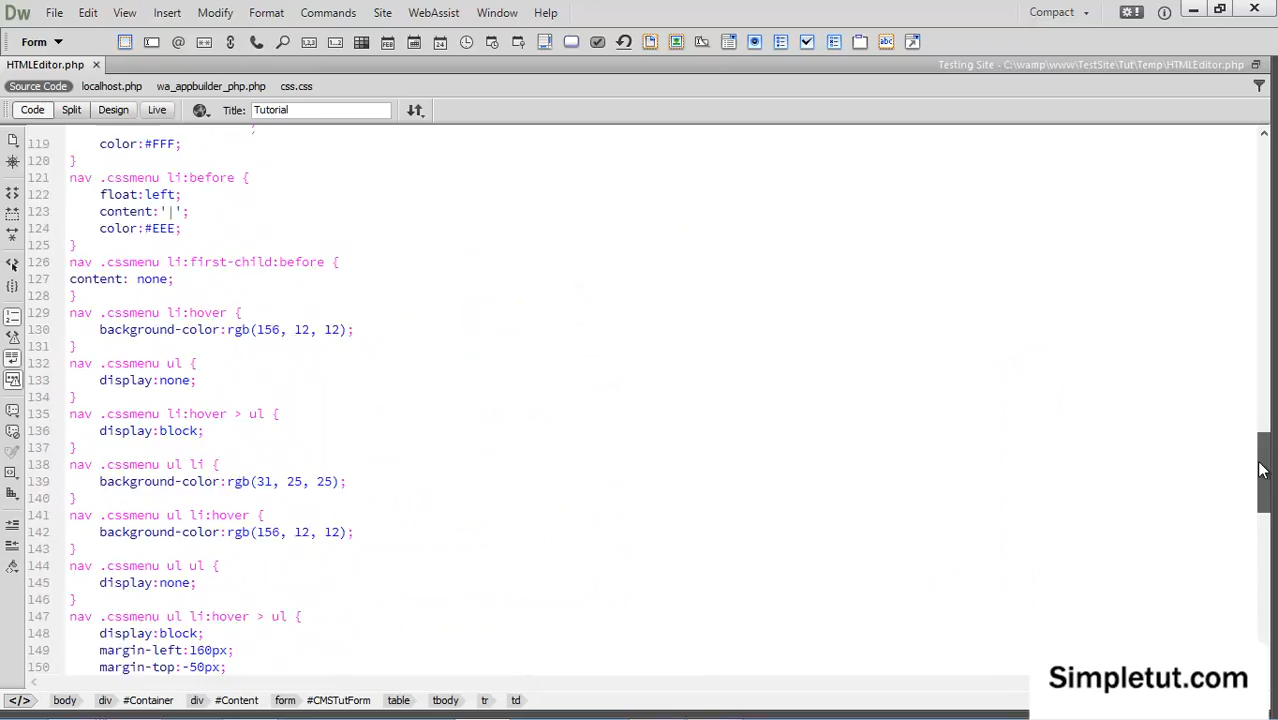 Dw File Edit View Insert Modify Format Commands Site WebAssist Window Help Compact
Form
HTMLEditor.php × Testing Site - C:\wamp\www\TestSite\Tut\Temp\HTMLEditor.php
Source Code localhost.php wa_appbuilder_php.php css.css
Code Split Design Live Title: Tutorial
119 color:#FFF;
120 }
121 nav .cssmenu li:before {
122 float:left;
123 content:'|';
124 color:#EEE;
125 }
126 nav .cssmenu li:first-child:before {
127 content: none;
128 }
129 nav .cssmenu li:hover {
130 background-color:rgb(156, 12, 12);
131 }
132 nav .cssmenu ul {
133 display:none;
134 }
135 nav .cssmenu li:hover > ul {
136 display:block;
137 }
138 nav .cssmenu ul li {
139 background-color:rgb(31, 25, 25);
140 }
141 nav .cssmenu ul li:hover {
142 background-color:rgb(156, 12, 12);
143 }
144 nav .cssmenu ul ul {
145 display:none;
146 }
147 nav .cssmenu ul li:hover > ul {
148 display:block;
149 margin-left:160px;
150 margin-top:-50px;
</> body div #Container div #Content form #CMSTutForm table tbody tr td
Simpletut.com